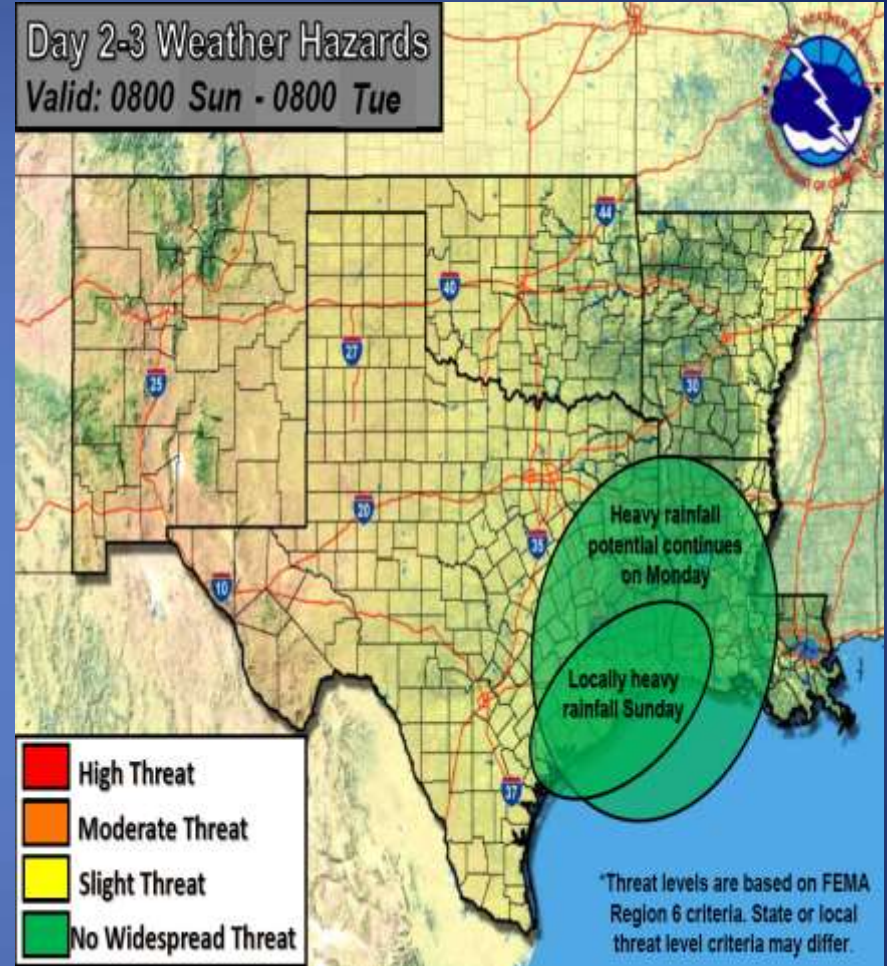 Day 2-3 Weather Hazards
Valid: 0800 Sun - 0800 Tue
44
40
27
25
30
20
35
10
37
Heavy rainfall
potential continues
on Monday
Locally heavy
rainfall Sunday
High Threat
Moderate Threat
Slight Threat
No Widespread Threat
*Threat levels are based on FEMA
Region 6 criteria. State or local
threat level criteria may differ.